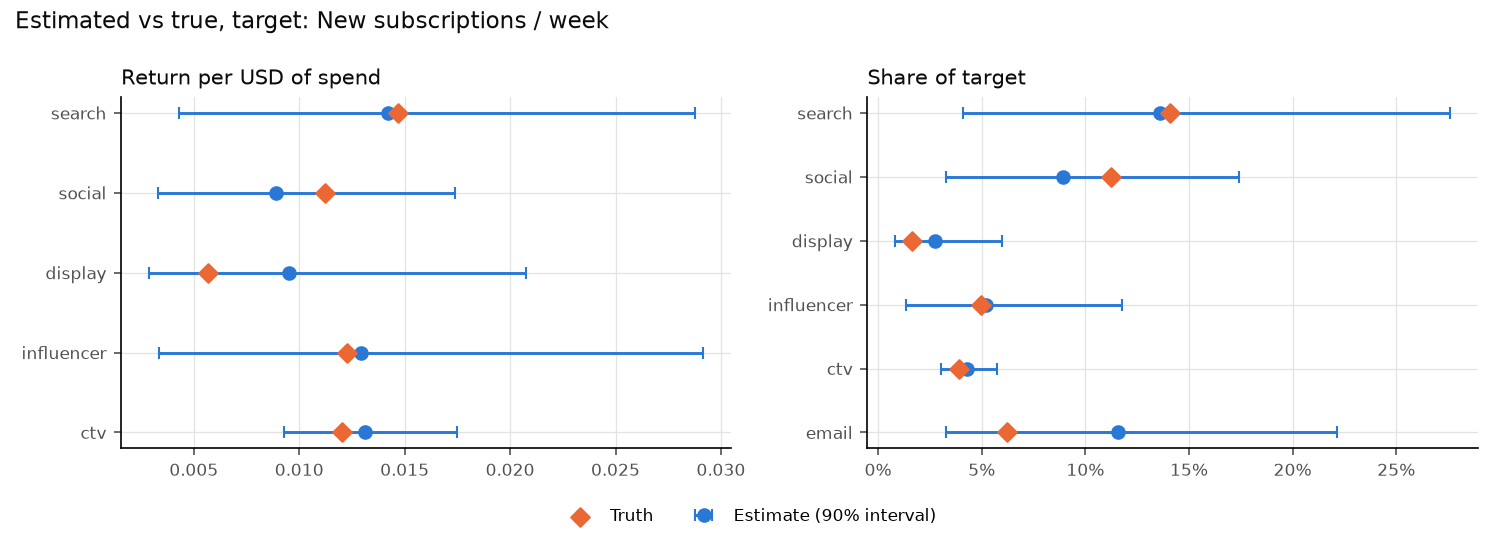 Estimated vs true, target: New subscriptions / week
Return per USD of spend
search
social
display
influencer
ctv
0.005 0.010 0.015 0.020 0.025 0.030
Share of target
search
social
display
influencer
ctv
email
0% 5% 10% 15% 20% 25%
Truth Estimate (90% interval)